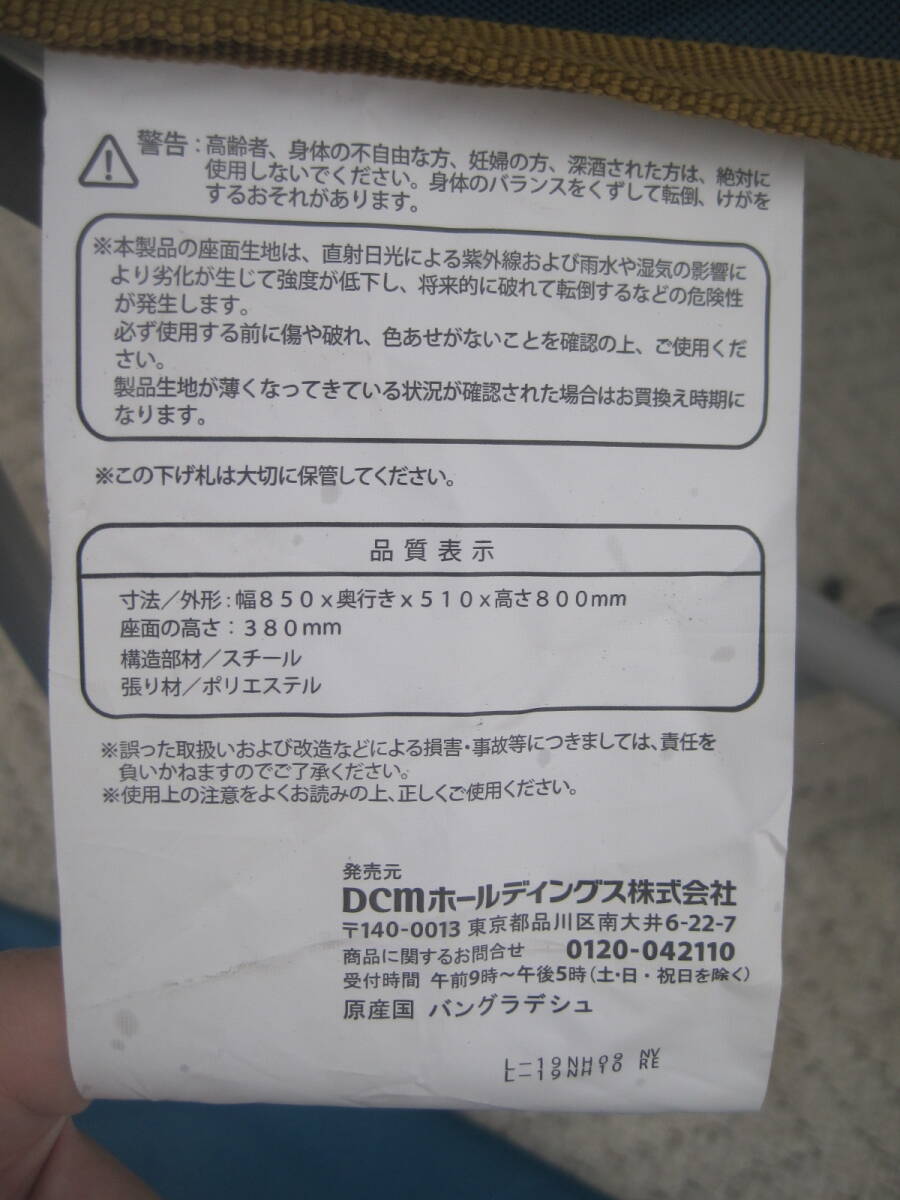 警告：高齢者、身体の不自由な方、妊婦の方、深酒された方は、絶対に
使用しないでください。身体のバランスをくずして転倒、けがを
するおそれがあります。
※本製品の座面生地は、直射日光による紫外線および雨水や湿気の影響に
より劣化が生じて強度が低下し、将来的に破れて転倒するなどの危険性
が発生します。
必ず使用する前に傷や破れ、色あせがないことを確認の上、ご使用くだ
さい。
製品生地が薄くなってきている状況が確認された場合はお買換え時期に
なります。
※この下げ札は大切に保管してください。
品質表示
寸法／外形：幅８５０ｘ奥行きｘ５１０ｘ高さ８００mm
座面の高さ：３８０mm
構造部材／スチール
張り材／ポリエステル
※誤った取扱いおよび改造などによる損害・事故等につきましては、責任を
負いかねますのでご了承ください。
※使用上の注意をよくお読みの上、正しくご使用ください。
発売元
DCmホールディングス株式会社
〒140-0013 東京都品川区南大井6-22-7
商品に関するお問合せ 0120-042110
受付時間 午前9時〜午後5時（土・日・祝日を除く）
原産国 バングラデシュ
L－19NH09 NV
L－19NH10 RE